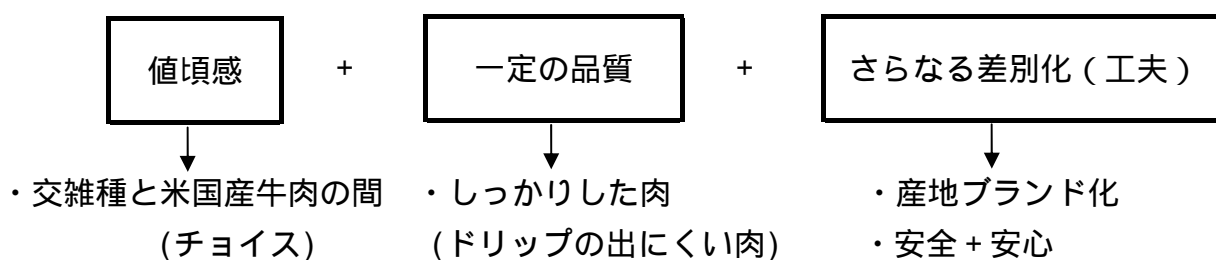 値頃感 + 一定の品質 + さらなる差別化(工夫)
・交雑種と米国産牛肉の間 ・しっかりした肉 ・産地ブランド化
(チョイス) (ドリップの出にくい肉) ・安全+安心